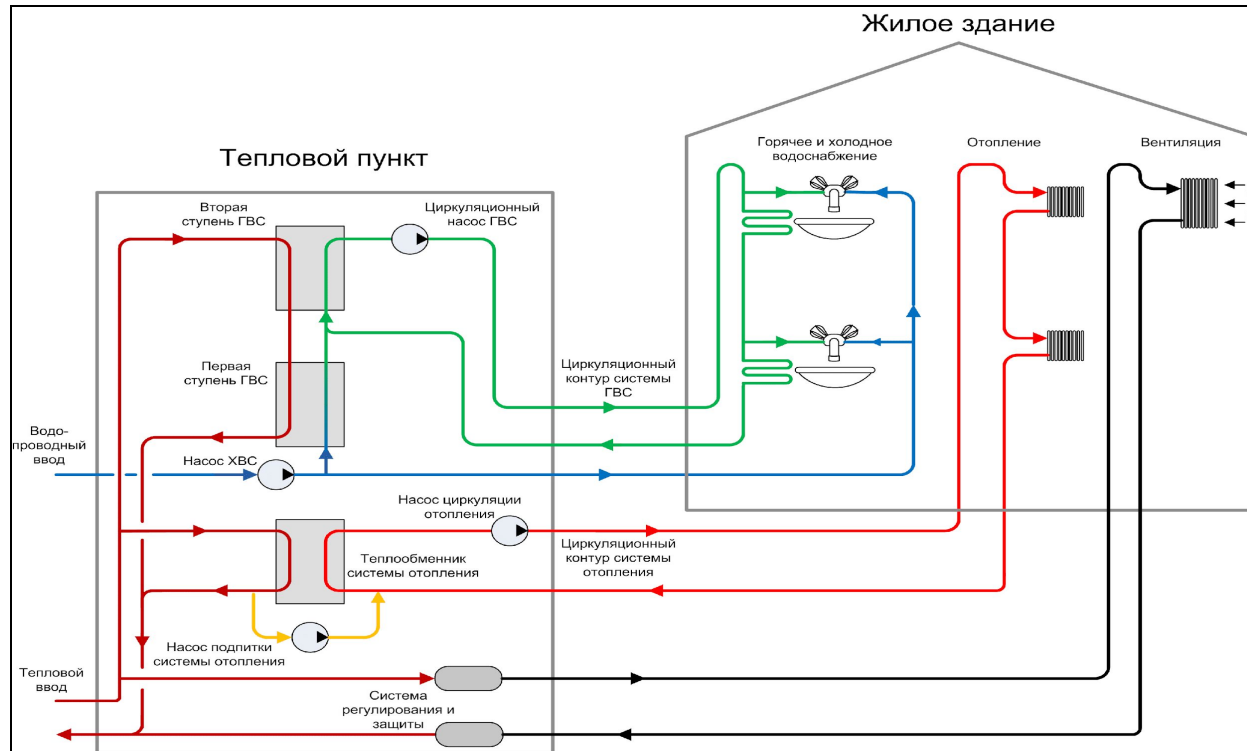 Жилое здание
Тепловой пункт
Горячее и холодное
водоснабжение
Отопление
Вентиляция
Вторая
ступень ГВС
Циркуляционный
насос ГВС
Первая
ступень ГВС
Циркуляционный
контур системы
ГВС
Водо-
проводный
ввод
Насос ХВС
Насос циркуляции
отопления
Циркуляционный
контур системы
отопления
Теплообменник
системы отопления
Насос подпитки
системы отопления
Тепловой
ввод
Система
регулирования и
защиты